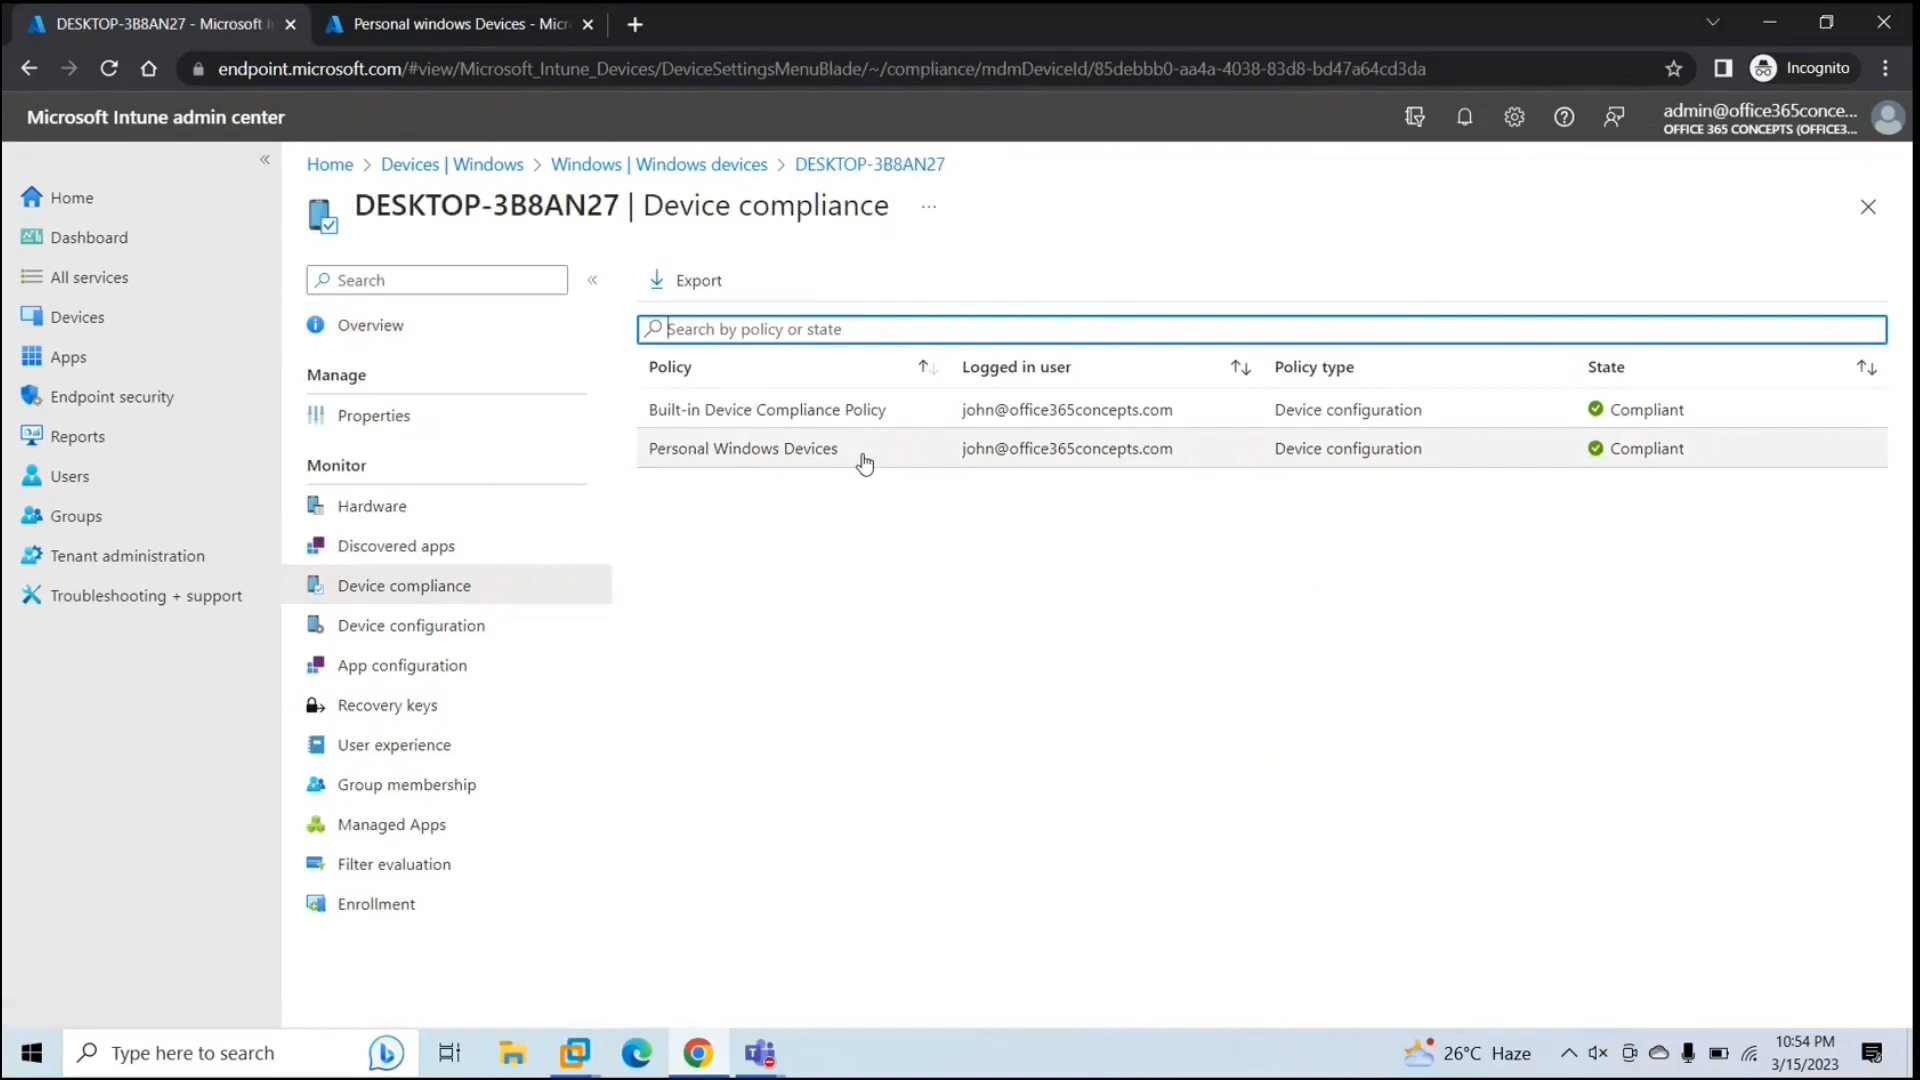 DESKTOP-3B8AN27 - Microsoft I
Personal windows Devices - Micr
endpoint.microsoft.com/#view/Microsoft_Intune_Devices/DeviceSettingsMenuBlade/~/compliance/mdmDeviceId/85debbb0-aa4a-4038-83d8-bd47a64cd3da
Incognito
Microsoft Intune admin center
admin@office365conce...
OFFICE 365 CONCEPTS (OFFICE3...
Home > Devices | Windows > Windows | Windows devices > DESKTOP-3B8AN27
DESKTOP-3B8AN27 | Device compliance ...
Home
Dashboard
All services
Devices
Apps
Endpoint security
Reports
Users
Groups
Tenant administration
Troubleshooting + support
Search
Overview
Manage
Properties
Monitor
Hardware
Discovered apps
Device compliance
Device configuration
App configuration
Recovery keys
User experience
Group membership
Managed Apps
Filter evaluation
Enrollment
Export
Search by policy or state
Policy Logged in user Policy type State
Built-in Device Compliance Policy john@office365concepts.com Device configuration Compliant
Personal Windows Devices john@office365concepts.com Device configuration Compliant
Type here to search
26°C Haze
10:54 PM
3/15/2023